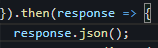 }).then(response => {
response.json();